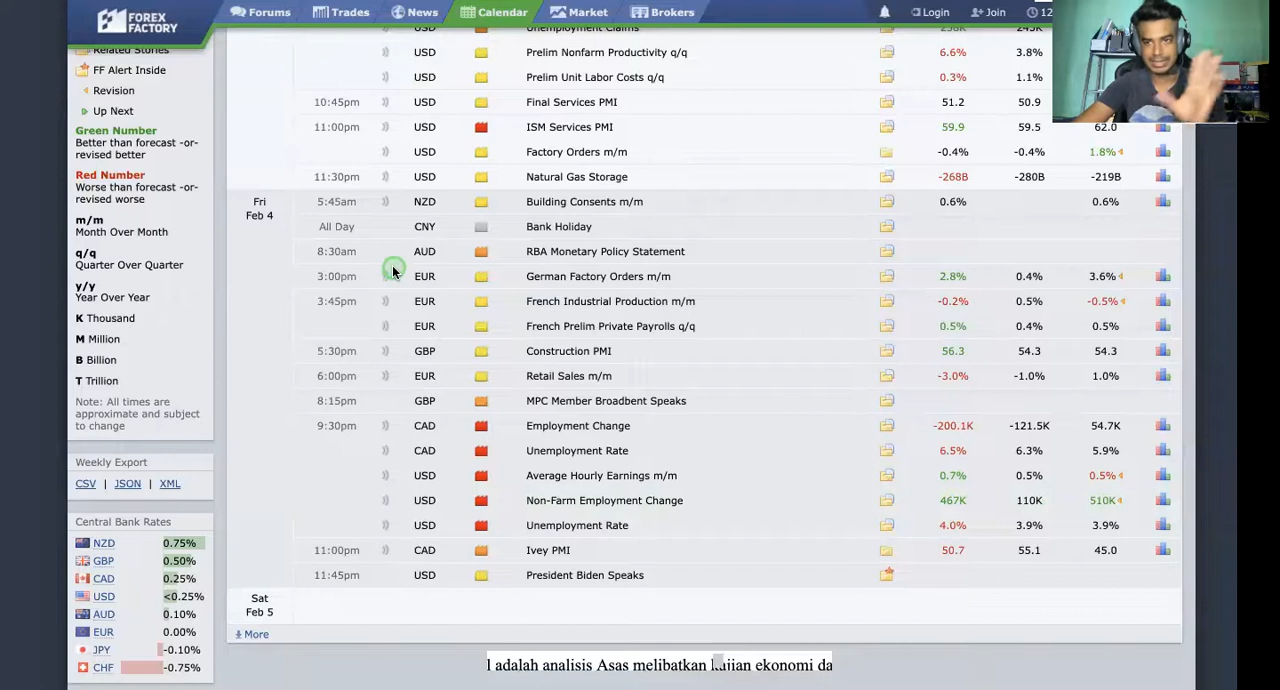 FOREX FACTORY
Forums Trades News Calendar Market Brokers Login Join 12
Related Stories
FF Alert Inside
Revision
Up Next
Green Number
Better than forecast -or-
revised better
Red Number
Worse than forecast -or-
revised worse
m/m
Month Over Month
q/q
Quarter Over Quarter
y/y
Year Over Year
K Thousand
M Million
B Billion
T Trillion
Note: All times are
approximate and subject
to change
Weekly Export
CSV | JSON | XML
Central Bank Rates
NZD 0.75%
GBP 0.50%
CAD 0.25%
USD <0.25%
AUD 0.10%
EUR 0.00%
JPY -0.10%
CHF -0.75%
USD Unemployment Claims 238K 245K
USD Prelim Nonfarm Productivity q/q 6.6% 3.8%
USD Prelim Unit Labor Costs q/q 0.3% 1.1%
10:45pm USD Final Services PMI 51.2 50.9
11:00pm USD ISM Services PMI 59.9 59.5 62.0
USD Factory Orders m/m -0.4% -0.4% 1.8%
11:30pm USD Natural Gas Storage -268B -280B -219B
Fri
Feb 4
5:45am NZD Building Consents m/m 0.6% 0.6%
All Day CNY Bank Holiday
8:30am AUD RBA Monetary Policy Statement
3:00pm EUR German Factory Orders m/m 2.8% 0.4% 3.6%
3:45pm EUR French Industrial Production m/m -0.2% 0.5% -0.5%
EUR French Prelim Private Payrolls q/q 0.5% 0.4% 0.5%
5:30pm GBP Construction PMI 56.3 54.3 54.3
6:00pm EUR Retail Sales m/m -3.0% -1.0% 1.0%
8:15pm GBP MPC Member Broadbent Speaks
9:30pm CAD Employment Change -200.1K -121.5K 54.7K
CAD Unemployment Rate 6.5% 6.3% 5.9%
USD Average Hourly Earnings m/m 0.7% 0.5% 0.5%
USD Non-Farm Employment Change 467K 110K 510K
USD Unemployment Rate 4.0% 3.9% 3.9%
11:00pm CAD Ivey PMI 50.7 55.1 45.0
11:45pm USD President Biden Speaks
Sat
Feb 5
More
l adalah analisis Asas melibatkan kajian ekonomi da